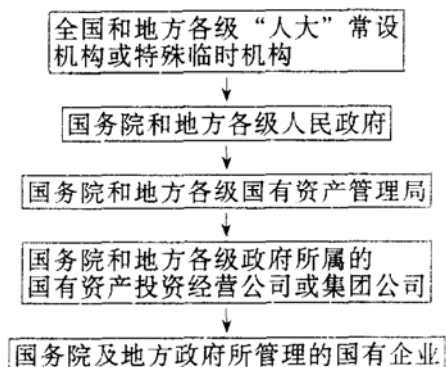 全国和地方各级“人大”常设
机构或特殊临时机构
国务院和地方各级人民政府
国务院和地方各级国有资产管理局
国务院和地方各级政府所属的
国有资产投资经营公司或集团公司
国务院及地方政府所管理的国有企业